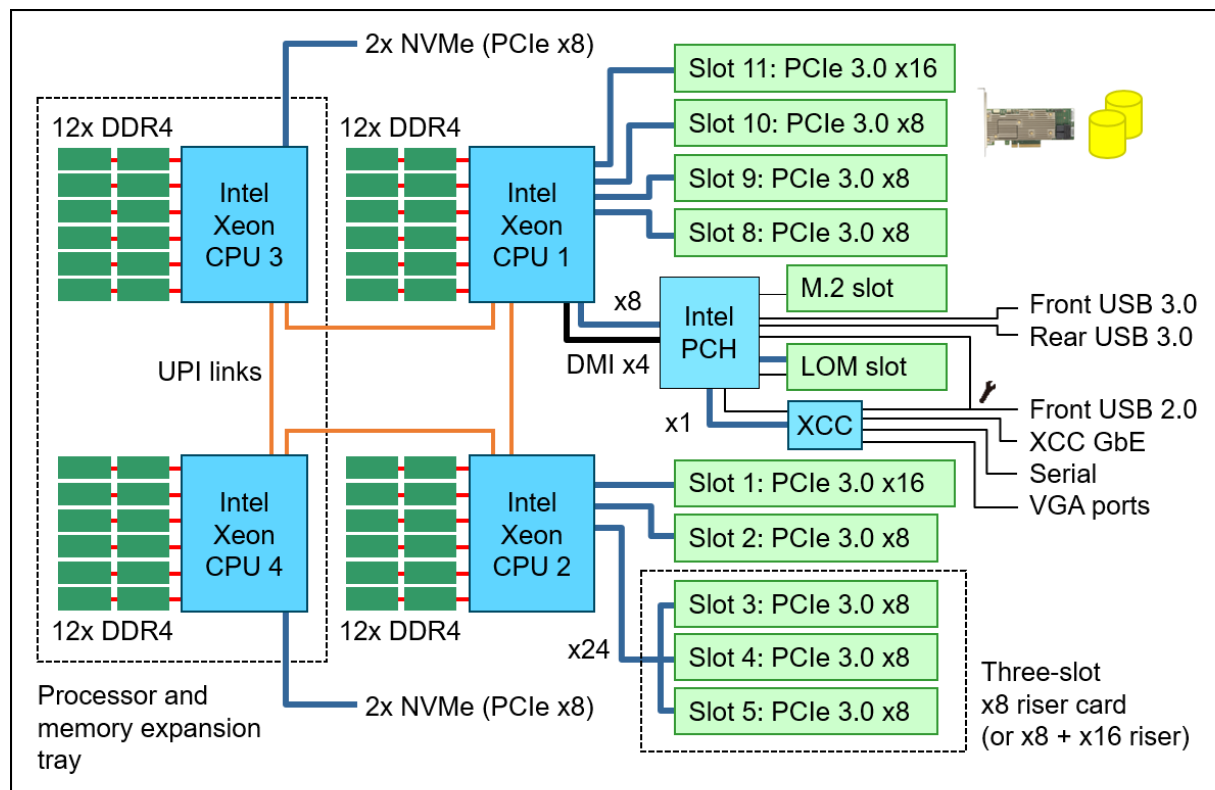 2x NVMe (PCIe x8)
Slot 11: PCIe 3.0 x16
12x DDR4
12x DDR4
Slot 10: PCIe 3.0 x8
Intel
Xeon
CPU 3
Intel
Xeon
CPU 1
Slot 9: PCIe 3.0 x8
Slot 8: PCIe 3.0 x8
M.2 slot
x8
Intel
PCH
Front USB 3.0
Rear USB 3.0
UPI links
DMI x4
LOM slot
x1
XCC
Front USB 2.0
XCC GbE
Serial
VGA ports
Intel
Xeon
CPU 4
Intel
Xeon
CPU 2
Slot 1: PCIe 3.0 x16
Slot 2: PCIe 3.0 x8
12x DDR4
12x DDR4
x24
Slot 3: PCIe 3.0 x8
Slot 4: PCIe 3.0 x8
Slot 5: PCIe 3.0 x8
Three-slot
x8 riser card
(or x8 + x16 riser)
Processor and
memory expansion
tray
2x NVMe (PCIe x8)